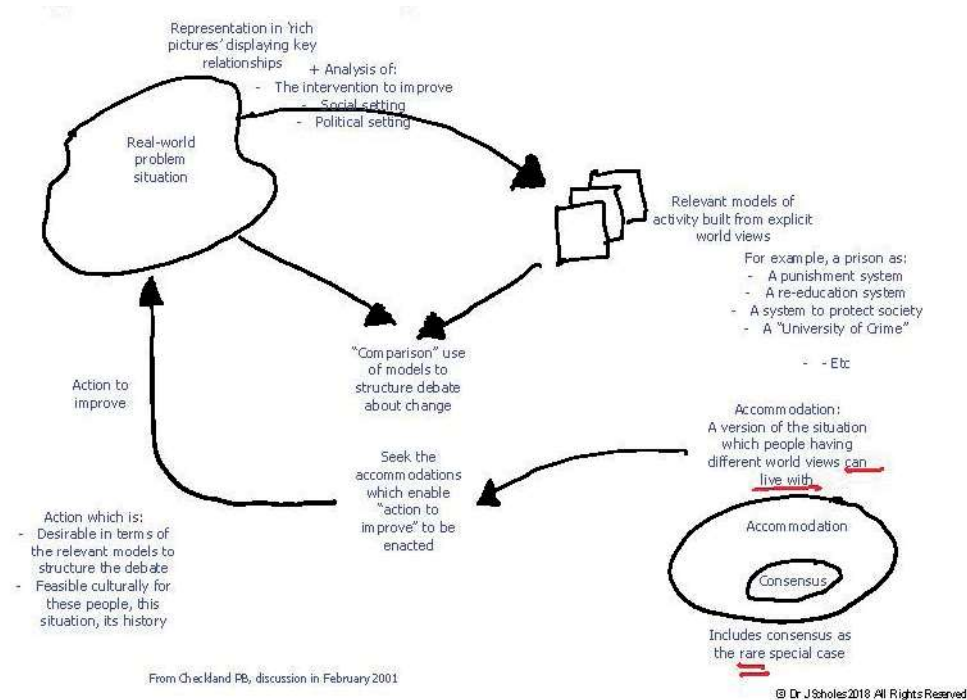 Representation in 'rich
pictures' displaying key
relationships
+ Analysis of:
- The intervention to improve
- Social setting
- Political setting
Real-world
problem
situation
Relevant models of
activity built from explicit
world views
For example, a prison as:
- A punishment system
- A re-education system
- A system to protect society
- A "University of Crime"
- - Etc
"Comparison" use
of models to
structure debate
about change
Action to
improve
Accommodation:
A version of the situation
which people having
different world views can
live with
Seek the
accommodations
which enable
"action to
improve" to be
enacted
Accommodation
Consensus
Includes consensus as
the rare special case
Action which is:
- Desirable in terms of
the relevant models to
structure the debate
- Feasible culturally for
these people, this
situation, its history
From Checkland PB, discussion in February 2001
© Dr J Scholes 2018 All Rights Reserved